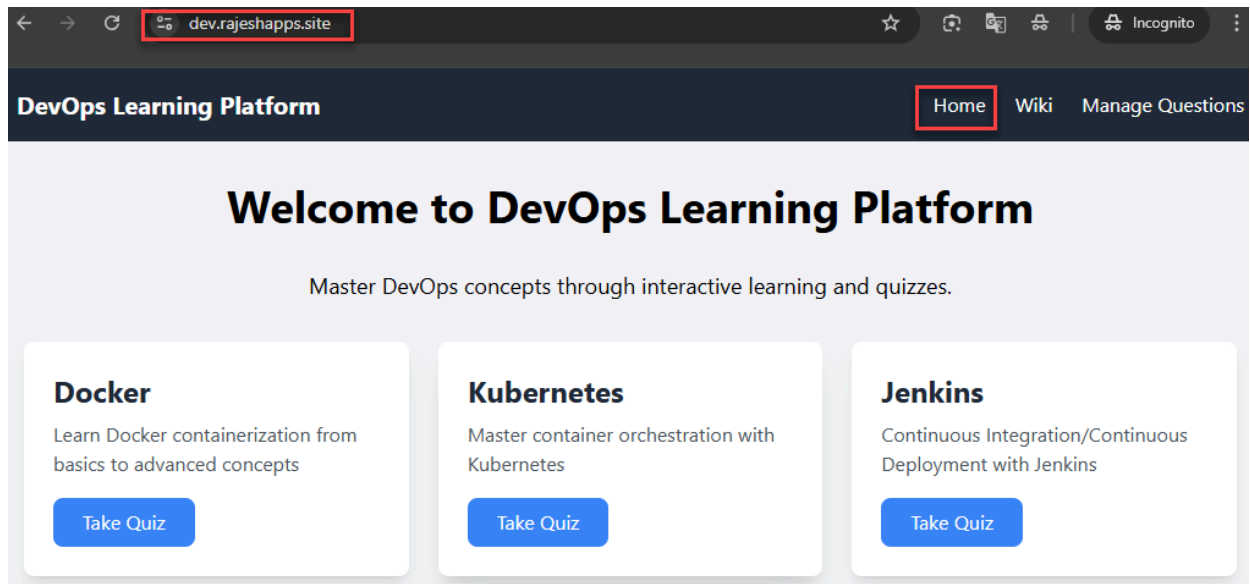 dev.rajeshapps.site
Incognito
DevOps Learning Platform
Home Wiki Manage Questions
Welcome to DevOps Learning Platform
Master DevOps concepts through interactive learning and quizzes.
Docker
Learn Docker containerization from
basics to advanced concepts
Take Quiz
Kubernetes
Master container orchestration with
Kubernetes
Take Quiz
Jenkins
Continuous Integration/Continuous
Deployment with Jenkins
Take Quiz